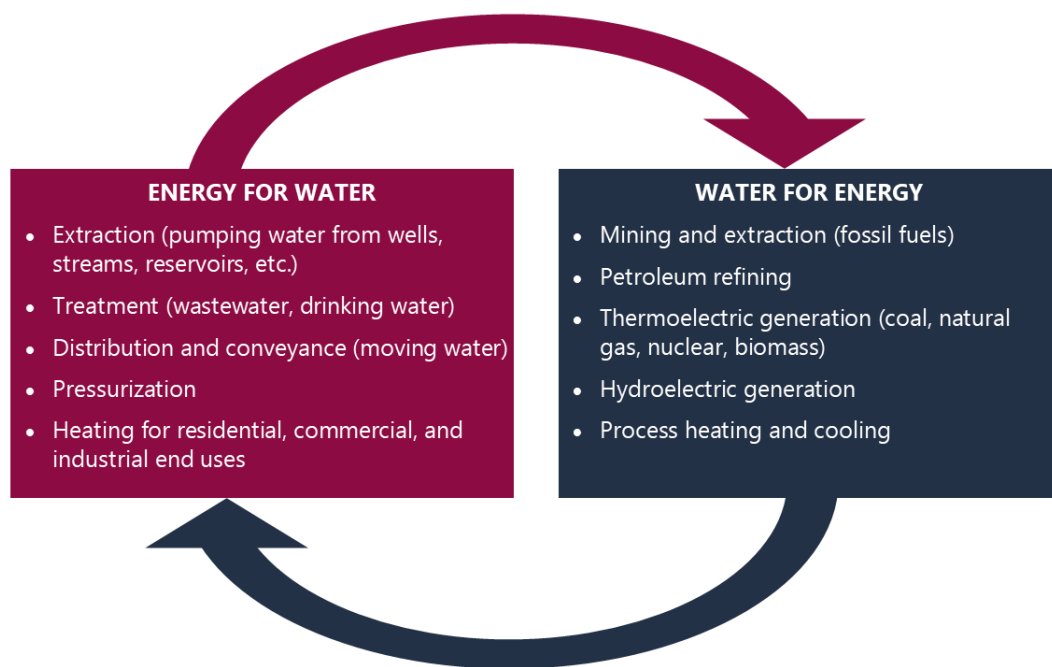 ENERGY FOR WATER
• Extraction (pumping water from wells,
streams, reservoirs, etc.)
• Treatment (wastewater, drinking water)
• Distribution and conveyance (moving water)
• Pressurization
• Heating for residential, commercial, and
industrial end uses
WATER FOR ENERGY
• Mining and extraction (fossil fuels)
• Petroleum refining
• Thermoelectric generation (coal, natural
gas, nuclear, biomass)
• Hydroelectric generation
• Process heating and cooling